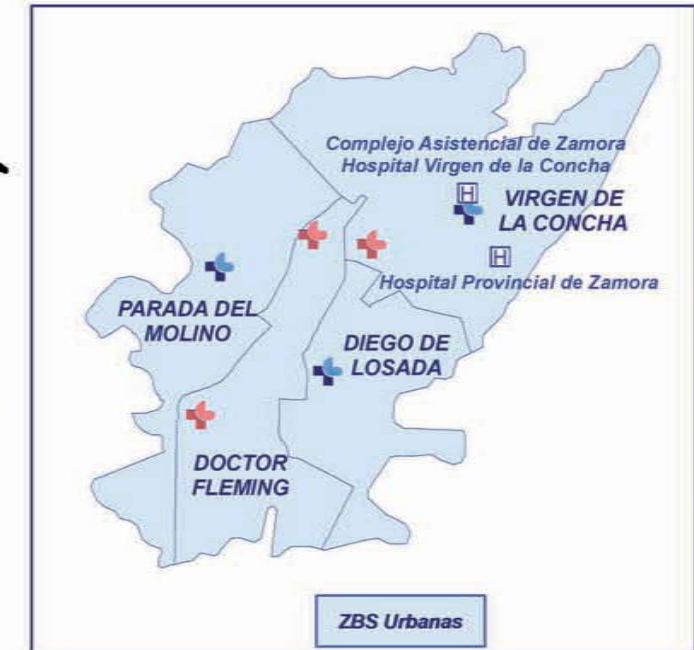 Complejo Asistencial de Zamora
Hospital Virgen de la Concha
H
VIRGEN DE
LA CONCHA
H
Hospital Provincial de Zamora
PARADA DEL
MOLINO
DIEGO DE
LOSADA
DOCTOR
FLEMING
ZBS Urbanas